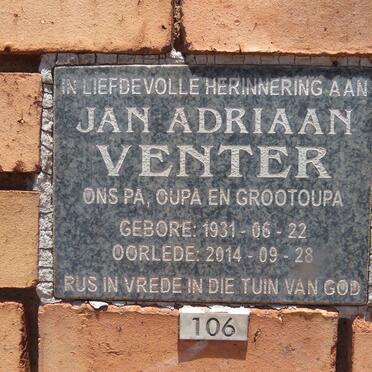 IN LIEFDEVOLLE HERINNERING AAN
JAN ADRIAAN
VENTER
ONS PA, OUPA EN GROOTOUPA
GEBORE: 1931 - 06 - 22
OORLEDE: 2014 - 09 - 28
RUS IN VREDE IN DIE TUIN VAN GOD
106